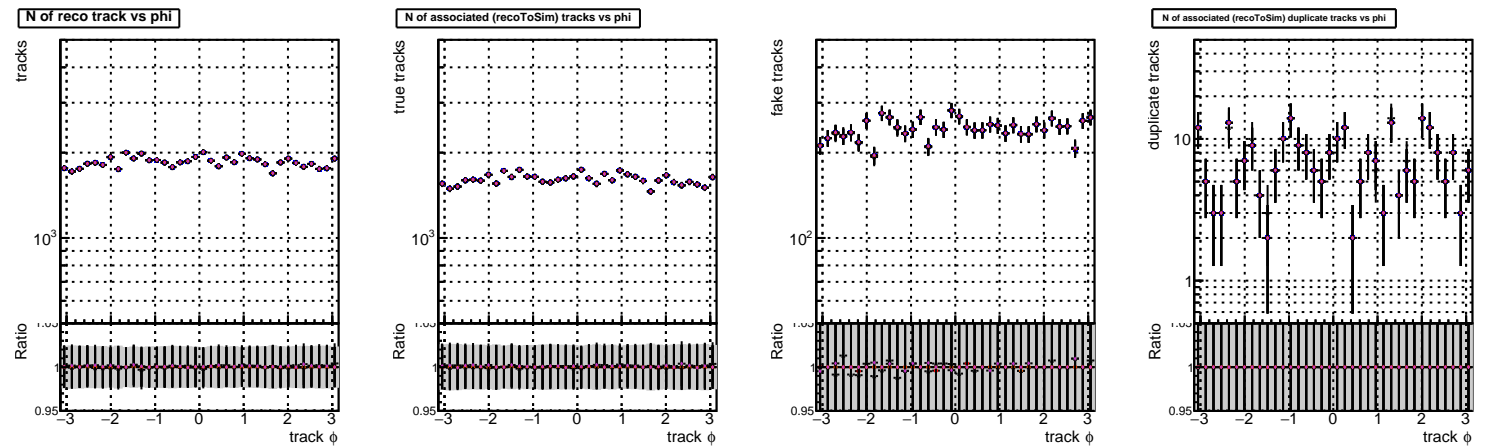 N of reco track vs phi
tracks
10³
Ratio
1.05
1
0.95
−3 −2 −1 0 1 2 3
track ϕ
N of associated (recoToSim) tracks vs phi
true tracks
10³
Ratio
1.05
1
0.95
−3 −2 −1 0 1 2 3
track ϕ
fake tracks
10²
Ratio
1.05
1
0.95
−3 −2 −1 0 1 2 3
track ϕ
N of associated (recoToSim) duplicate tracks vs phi
duplicate tracks
10
1
Ratio
1.05
1
0.95
−3 −2 −1 0 1 2 3
track ϕ